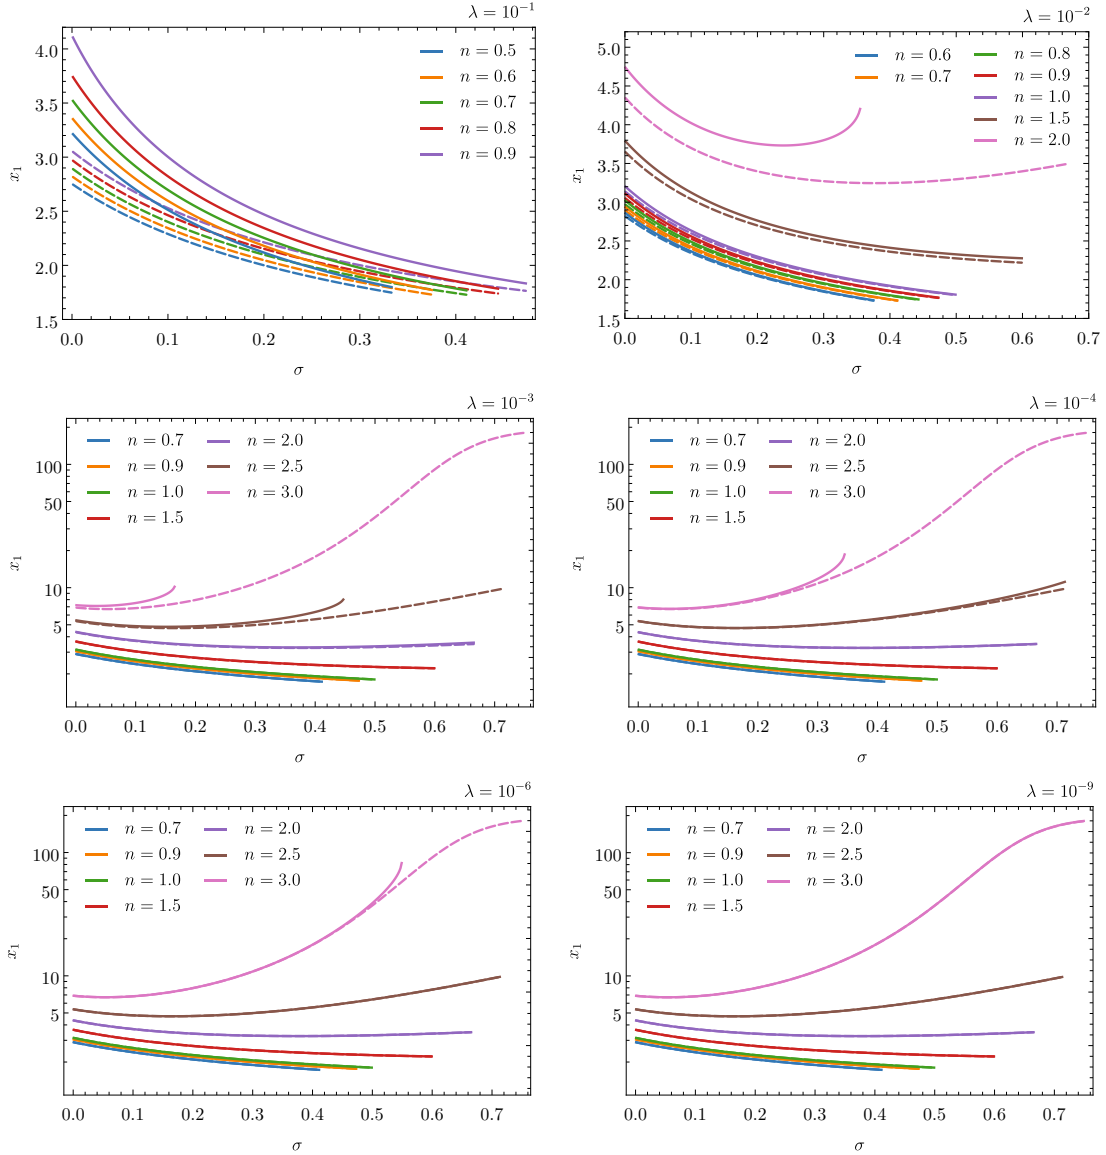 λ = 10⁻¹
n = 0.5
n = 0.6
n = 0.7
n = 0.8
n = 0.9
4.0
3.5
3.0
2.5
2.0
1.5
x₁
0.0 0.1 0.2 0.3 0.4
σ
λ = 10⁻²
n = 0.6
n = 0.7
n = 0.8
n = 0.9
n = 1.0
n = 1.5
n = 2.0
5.0
4.5
4.0
3.5
3.0
2.5
2.0
1.5
x₁
0.0 0.1 0.2 0.3 0.4 0.5 0.6 0.7
σ
λ = 10⁻³
n = 0.7 n = 2.0
n = 0.9 n = 2.5
n = 1.0 n = 3.0
n = 1.5
100
50
10
5
x₁
0.0 0.1 0.2 0.3 0.4 0.5 0.6 0.7
σ
λ = 10⁻⁴
n = 0.7 n = 2.0
n = 0.9 n = 2.5
n = 1.0 n = 3.0
n = 1.5
100
50
10
5
x₁
0.0 0.1 0.2 0.3 0.4 0.5 0.6 0.7
σ
λ = 10⁻⁶
n = 0.7 n = 2.0
n = 0.9 n = 2.5
n = 1.0 n = 3.0
n = 1.5
100
50
10
5
x₁
0.0 0.1 0.2 0.3 0.4 0.5 0.6 0.7
σ
λ = 10⁻⁹
n = 0.7 n = 2.0
n = 0.9 n = 2.5
n = 1.0 n = 3.0
n = 1.5
100
50
10
5
x₁
0.0 0.1 0.2 0.3 0.4 0.5 0.6 0.7
σ